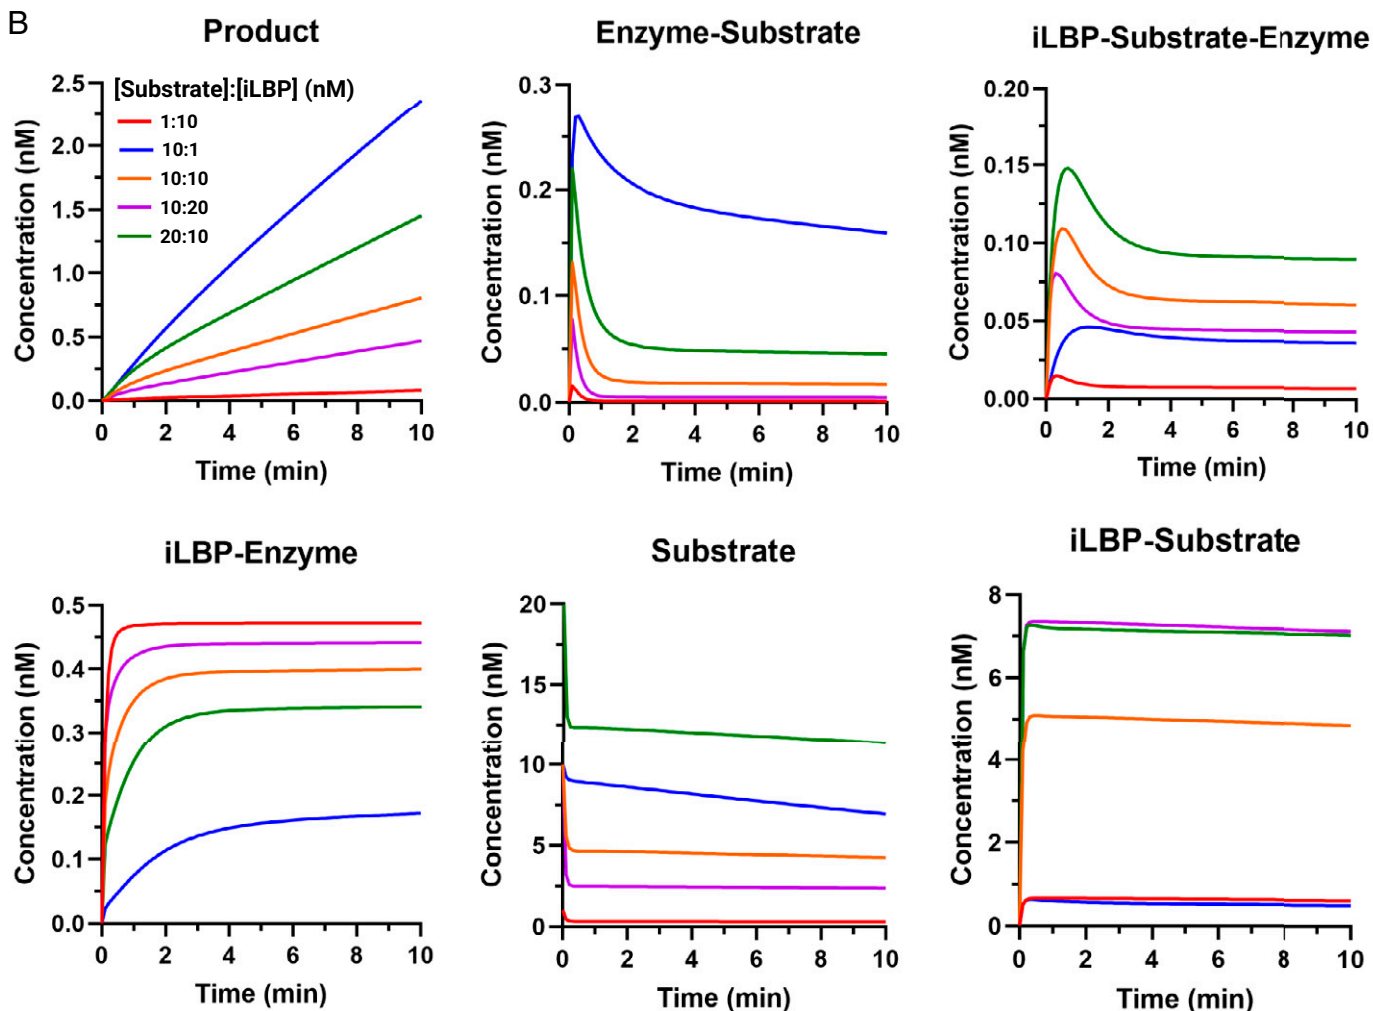 B
Product
Enzyme-Substrate
iLBP-Substrate-Enzyme
Concentration (nM)
2.5
2.0
1.5
1.0
0.5
0.0
[Substrate]:[iLBP] (nM)
1:10
10:1
10:10
10:20
20:10
0 2 4 6 8 10
Time (min)
Concentration (nM)
0.3
0.2
0.1
0.0
0 2 4 6 8 10
Time (min)
Concentration (nM)
0.20
0.15
0.10
0.05
0.00
0 2 4 6 8 10
Time (min)
iLBP-Enzyme
Substrate
iLBP-Substrate
Concentration (nM)
0.5
0.4
0.3
0.2
0.1
0.0
0 2 4 6 8 10
Time (min)
Concentration (nM)
20
15
10
5
0
0 2 4 6 8 10
Time (min)
Concentration (nM)
8
6
4
2
0
0 2 4 6 8 10
Time (min)